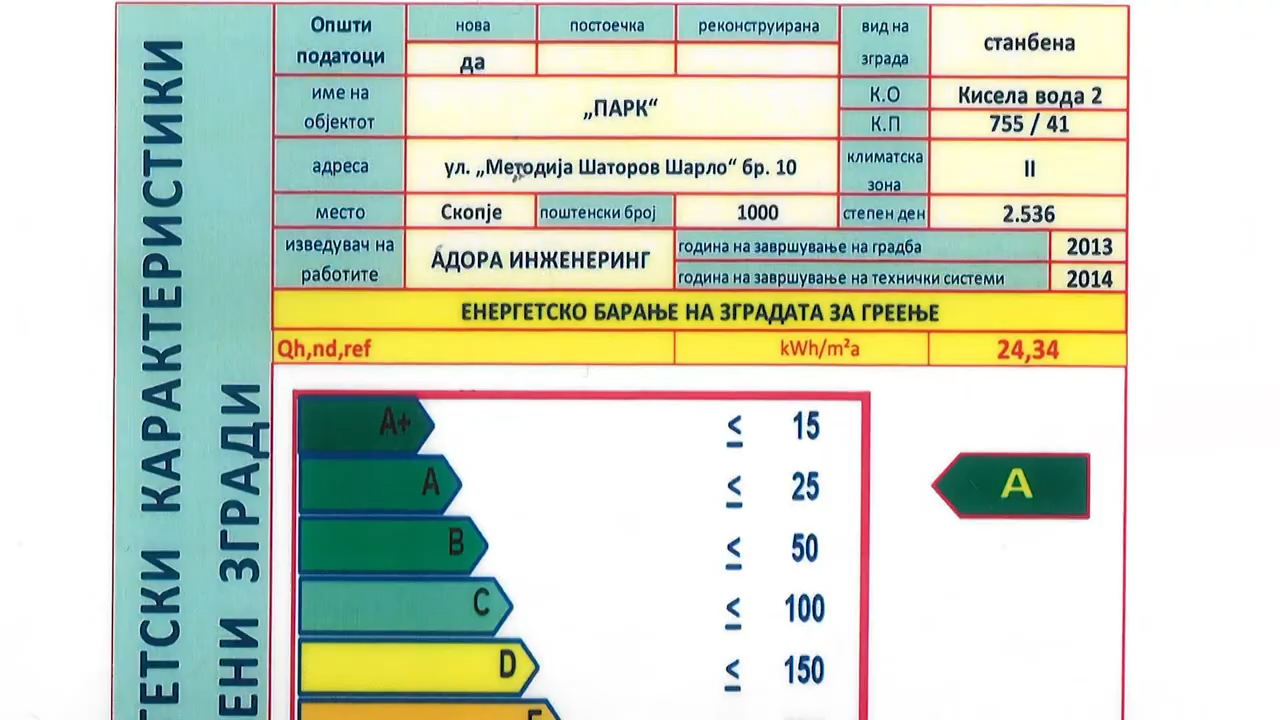 ГЕТСКИ КАРАКТЕРИСТИКИ
ЕНИ ЗГРАДИ
Општи податоци
нова
постоечка
реконструирана
вид на зграда
станбена
да
име на објектот
„ПАРК“
К.О
Кисела вода 2
К.П
755 / 41
адреса
ул. „Методија Шаторов Шарло“ бр. 10
климатска зона
II
место
Скопје
поштенски број
1000
степен ден
2.536
изведувач на работите
АДОРА ИНЖЕНЕРИНГ
година на завршување на градба
2013
година на завршување на технички системи
2014
ЕНЕРГЕТСКО БАРАЊЕ НА ЗГРАДАТА ЗА ГРЕЕЊЕ
Qh,nd,ref
kWh/m²a
24,34
A+ ≤ 15
A ≤ 25
A
B ≤ 50
C ≤ 100
D ≤ 150